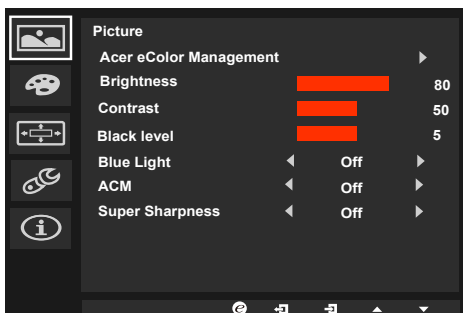 Picture
Acer eColor Management
Brightness 80
Contrast 50
Black level 5
Blue Light Off
ACM Off
Super Sharpness Off